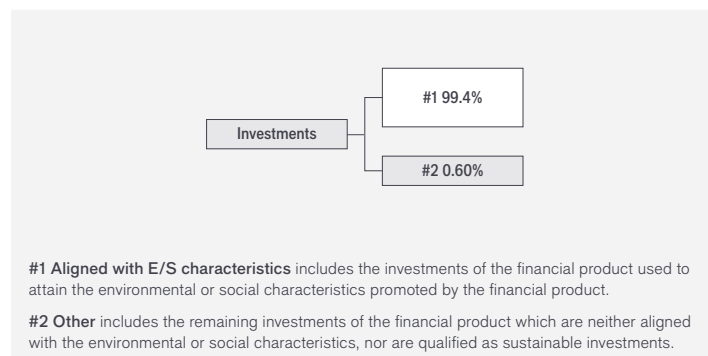 #1 99.4%
Investments
#2 0.60%
#1 Aligned with E/S characteristics includes the investments of the financial product used to
attain the environmental or social characteristics promoted by the financial product.
#2 Other includes the remaining investments of the financial product which are neither aligned
with the environmental or social characteristics, nor are qualified as sustainable investments.